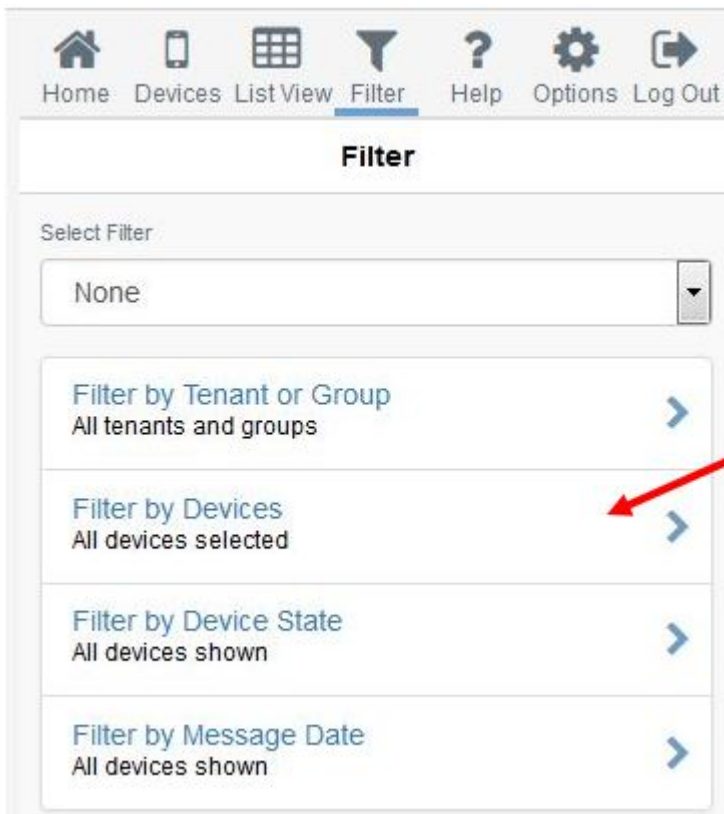 Home Devices List View Filter Help Options Log Out
Filter
Select Filter
None
Filter by Tenant or Group
All tenants and groups
Filter by Devices
All devices selected
Filter by Device State
All devices shown
Filter by Message Date
All devices shown